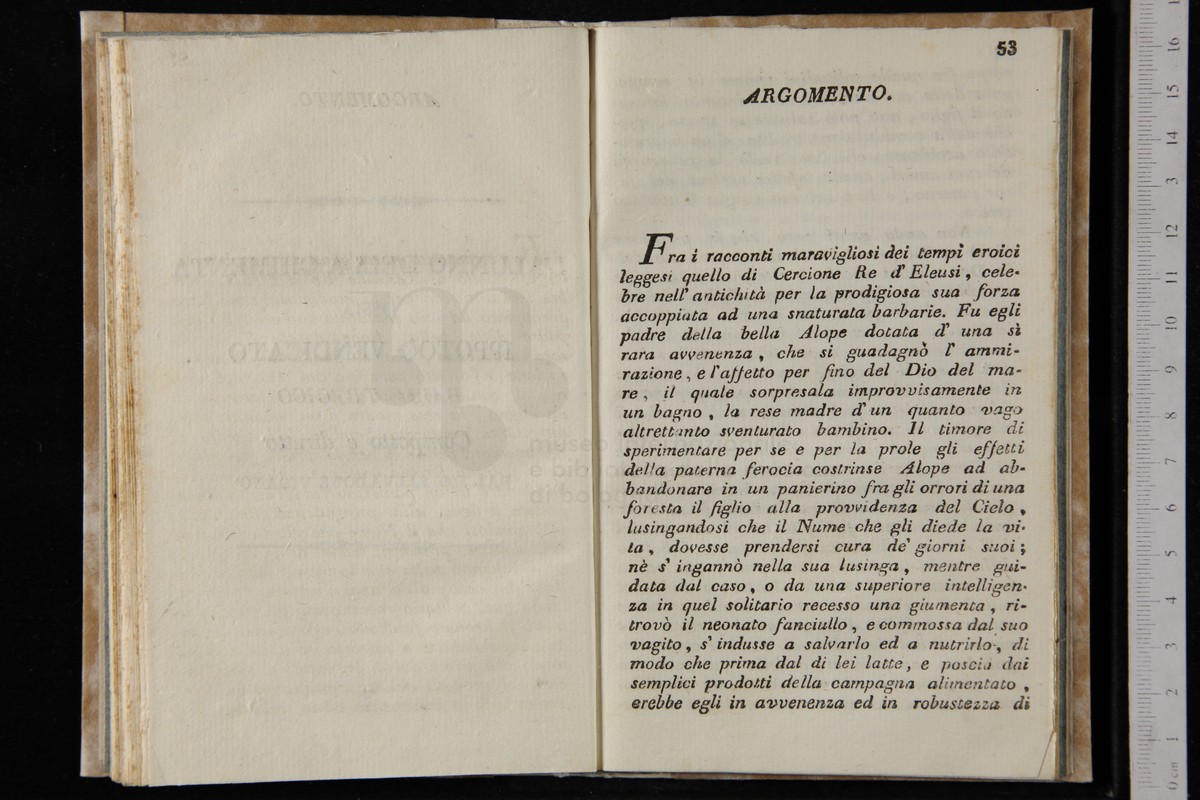 53
ARGOMENTO.
Fra i racconti maravigliosi dei tempi eroici
leggesi quello di Cercione Re d' Eleusi, cele-
bre nell' antichità per la prodigiosa sua forza
accoppiata ad una snaturata barbarie. Fu egli
padre della bella Alope dotata d' una sì
rara avvenenza, che si guadagnò l' ammi-
razione, e l'affetto per fino del Dio del ma-
re, il quale sorpresala improvvisamente in
un bagno, la rese madre d' un quanto vago
altrettanto sventurato bambino. Il timore di
sperimentare per se e per la prole gli effetti
della paterna ferocia costrinse Alope ad ab-
bandonare in un panierino fra gli orrori di una
foresta il figlio alla provvidenza del Cielo,
lusingandosi che il Nume che gli diede la vi-
ta, dovesse prendersi cura de' giorni suoi;
nè s' ingannò nella sua lusinga, mentre gui-
data dal caso, o da una superiore intelligen-
za in quel solitario recesso una giumenta, ri-
trovò il neonato fanciullo, e commossa dal suo
vagito, s' indusse a salvarlo ed a nutrirlo, di
modo che prima dal di lei latte, e poscia dai
semplici prodotti della campagna alimentato,
erebbe egli in avvenenza ed in robustezza di